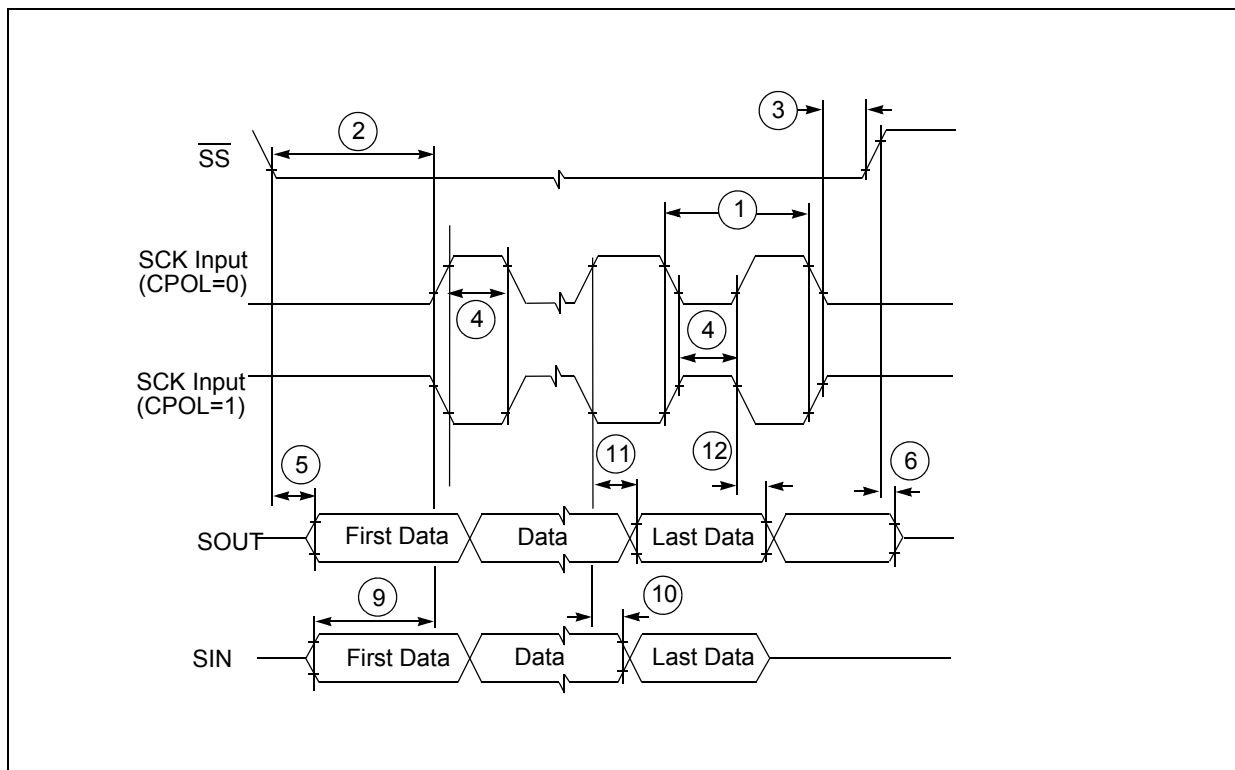 3
2
SS
1
SCK Input
(CPOL=0)
4
4
SCK Input
(CPOL=1)
11
12
5
6
SOUT
First Data
Data
Last Data
9
10
SIN
First Data
Data
Last Data